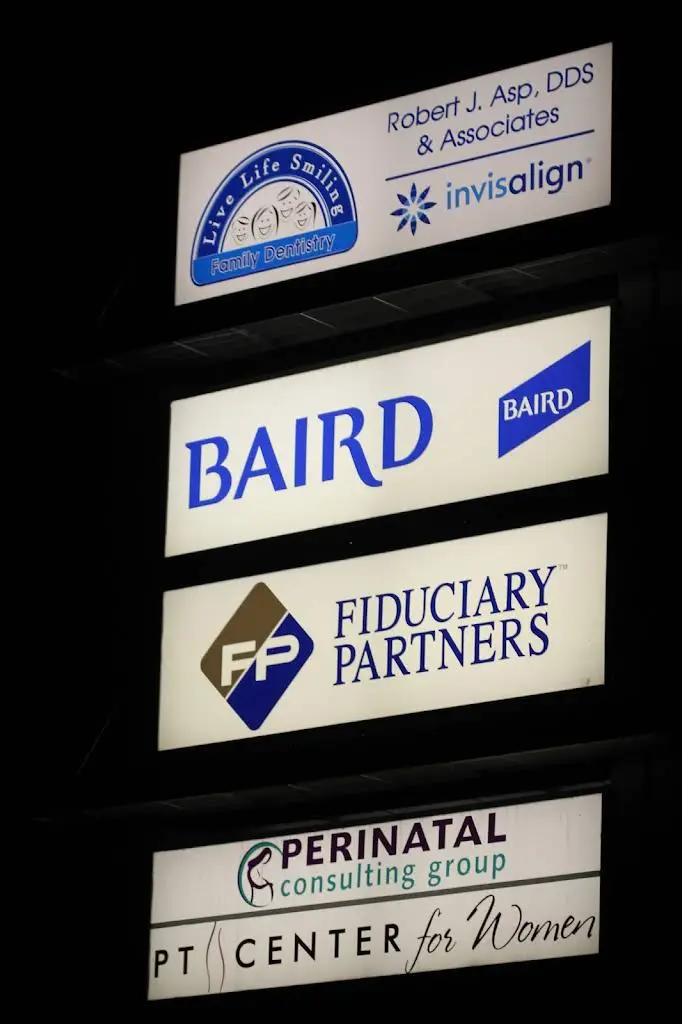 Live Life Smiling
Family Dentistry
Robert J. Asp, DDS
& Associates
invisalign
BAIRD
BAIRD
FP
FIDUCIARY™
PARTNERS
PERINATAL
consulting group
PT CENTER for Women